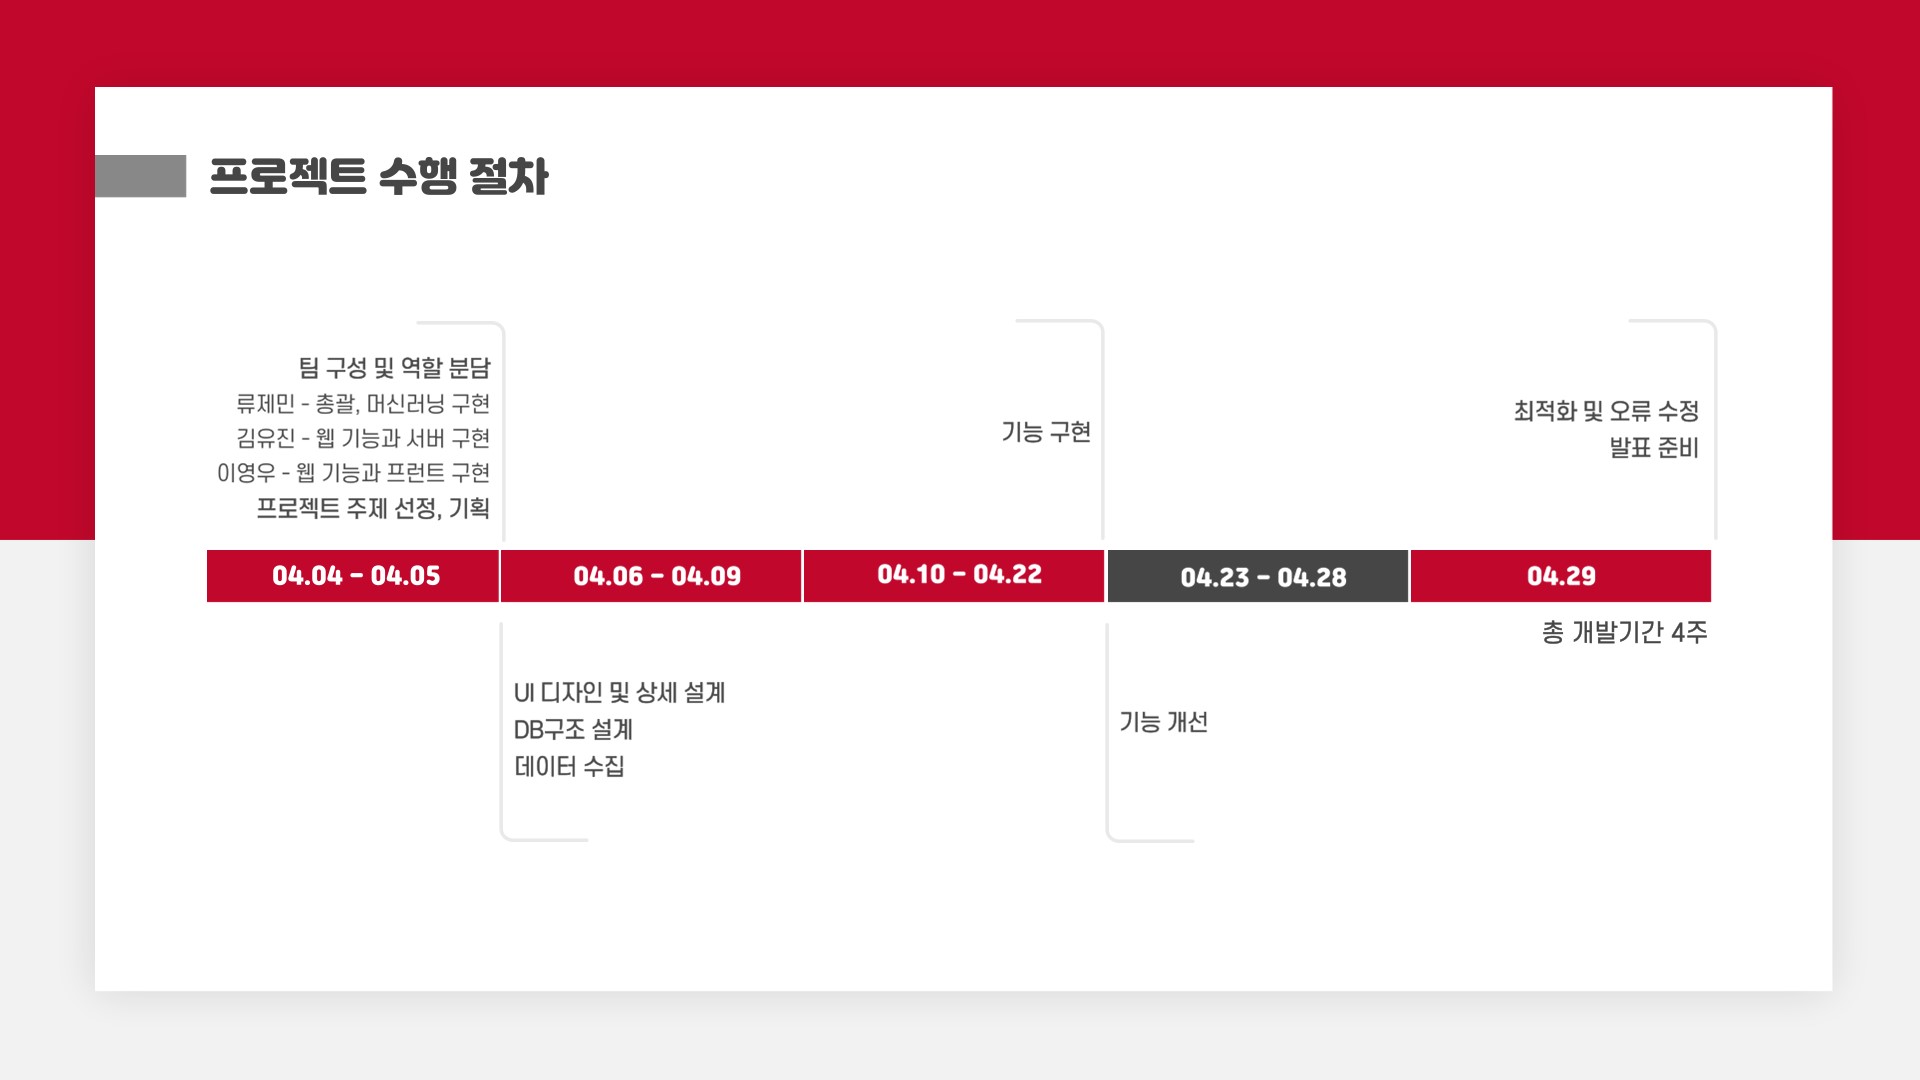 프로젝트 수행 절차
팀 구성 및 역할 분담
류제민 - 총괄, 머신러닝 구현
김유진 - 웹 기능과 서버 구현
이영우 - 웹 기능과 프런트 구현
프로젝트 주제 선정, 기획
기능 구현
최적화 및 오류 수정
발표 준비
04.04 - 04.05
04.06 - 04.09
04.10 - 04.22
04.23 - 04.28
04.29
총 개발기간 4주
UI 디자인 및 상세 설계
DB구조 설계
데이터 수집
기능 개선